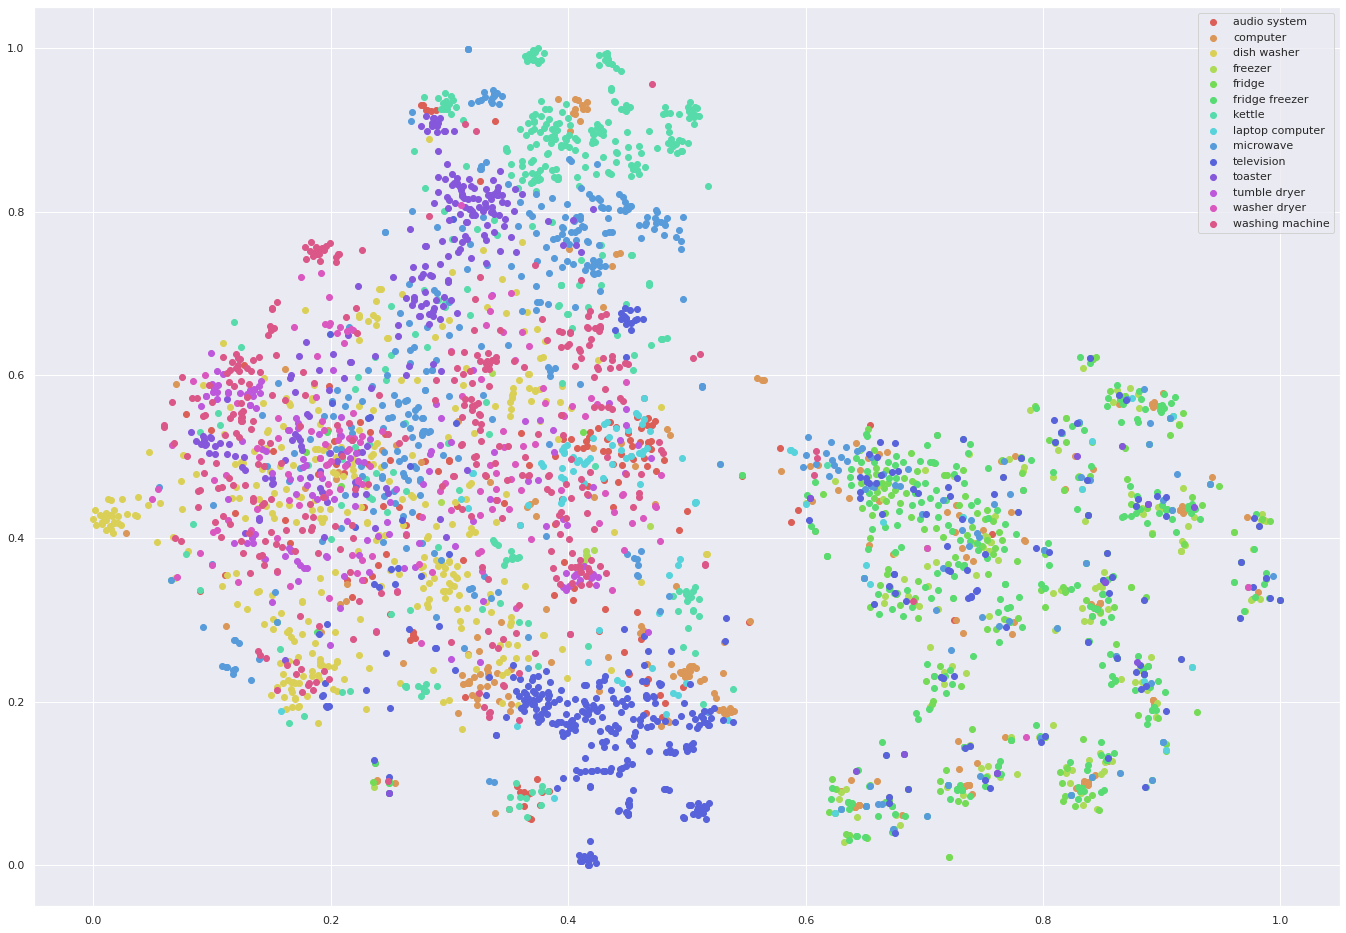 audio system
computer
dish washer
freezer
fridge
fridge freezer
kettle
laptop computer
microwave
television
toaster
tumble dryer
washer dryer
washing machine
1.0
0.8
0.6
0.4
0.2
0.0
0.0 0.2 0.4 0.6 0.8 1.0